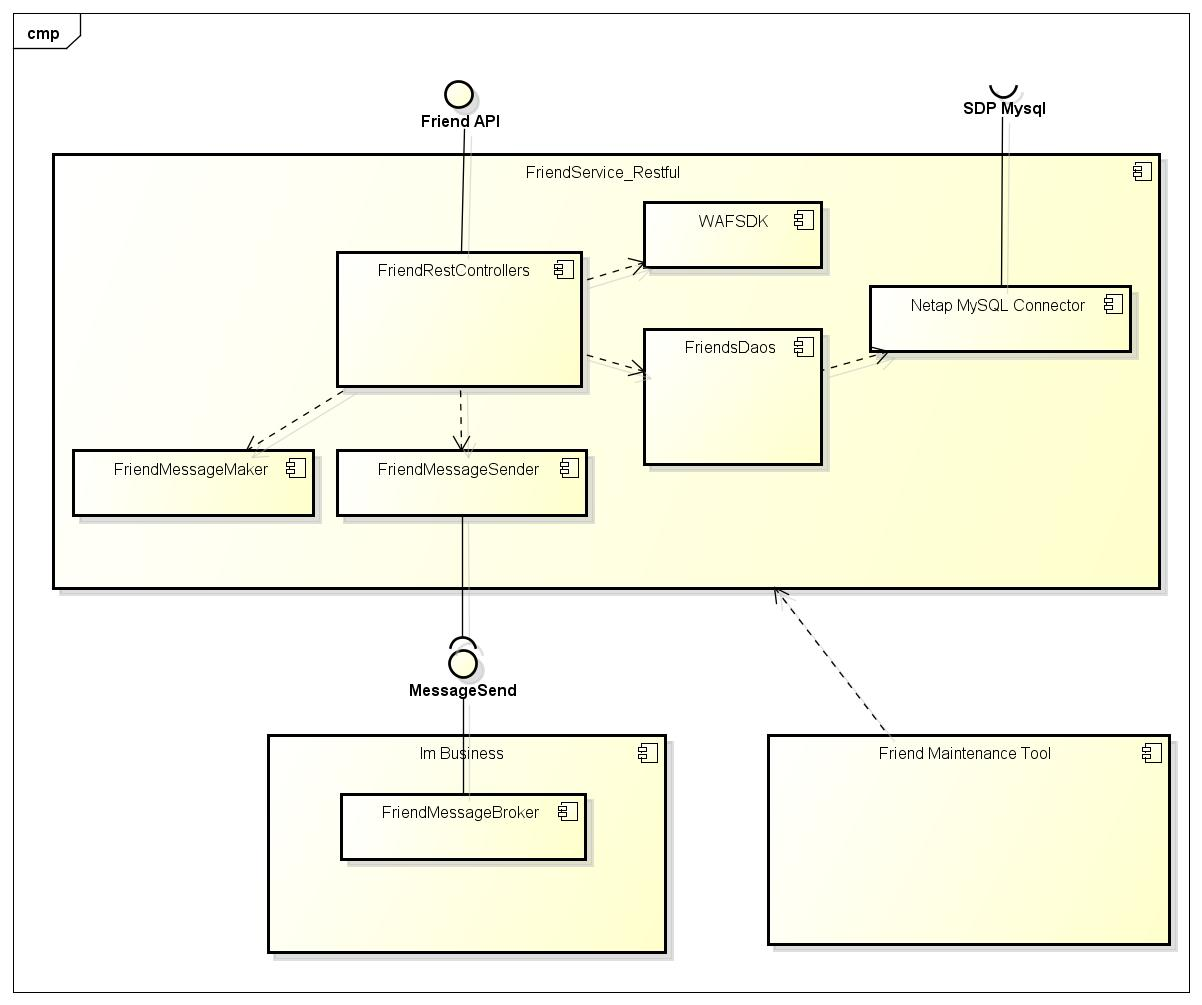 cmp
Friend API
SDP Mysql
FriendService_Restful
WAFSDK
FriendRestControllers
Netap MySQL Connector
FriendsDaos
FriendMessageMaker
FriendMessageSender
MessageSend
Im Business
Friend Maintenance Tool
FriendMessageBroker